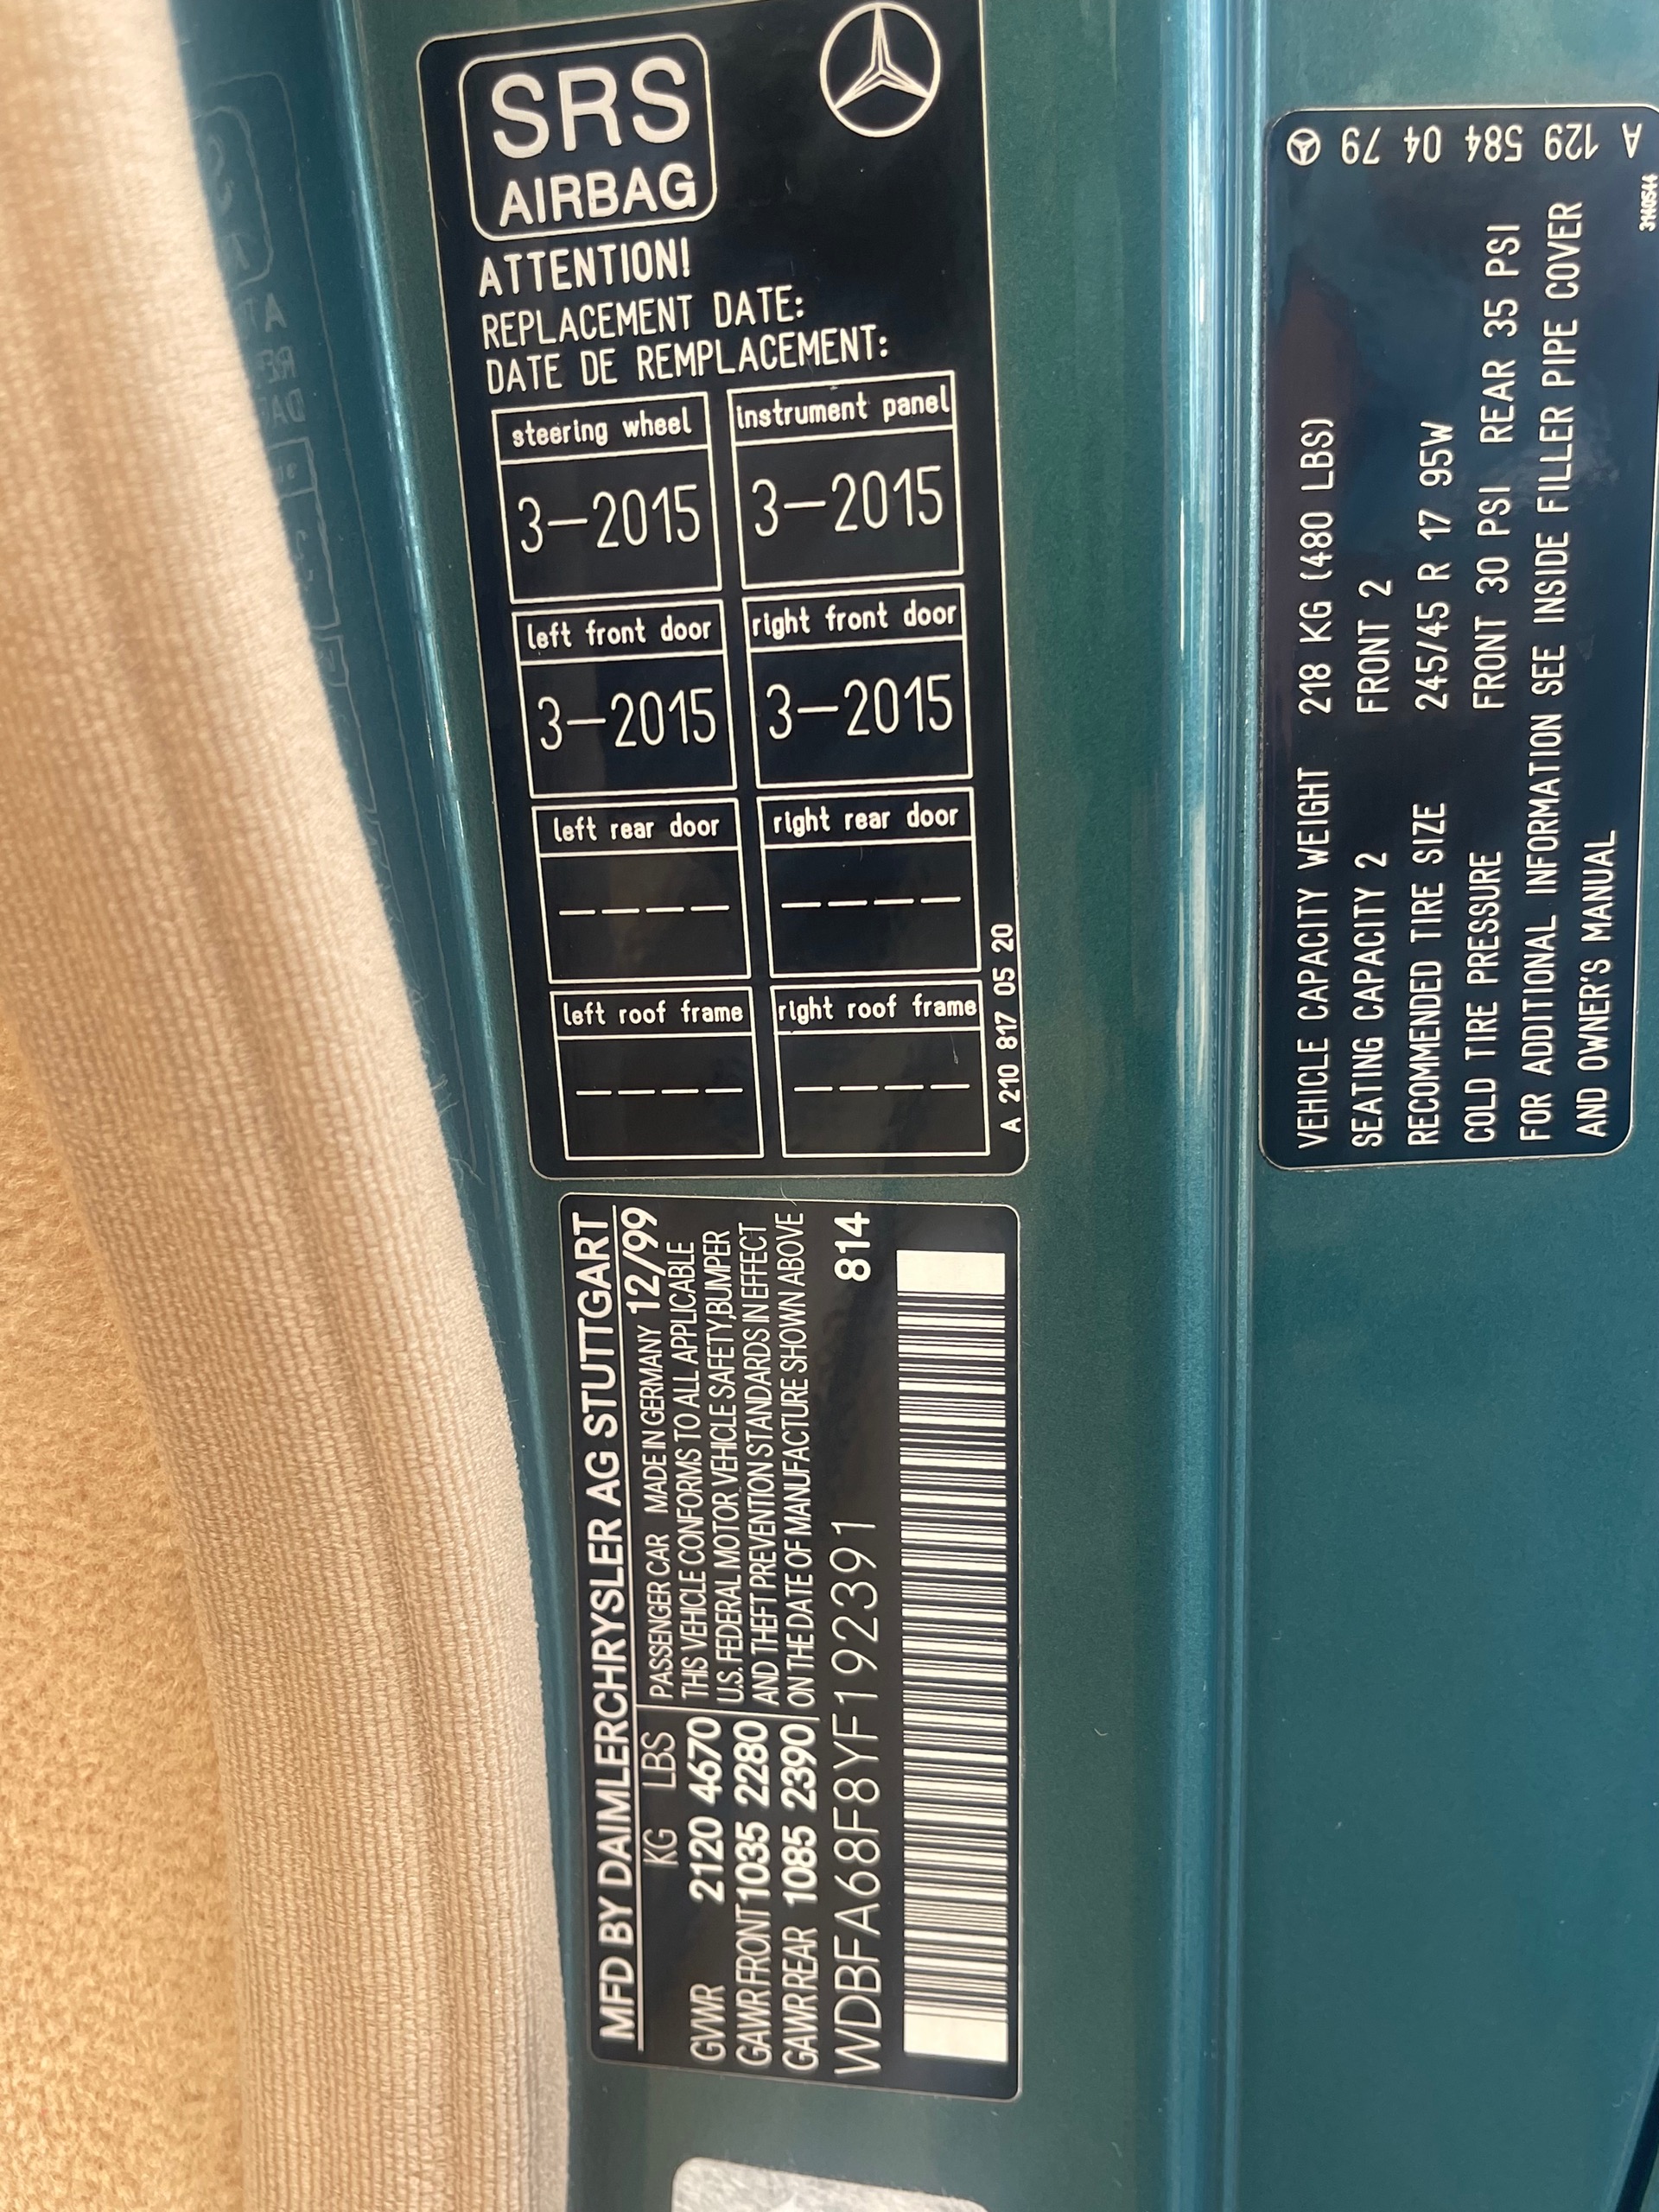 SRS
AIRBAG
ATTENTION!
REPLACEMENT DATE:
DATE DE REMPLACEMENT:
steering wheel instrument panel
3–2015 3–2015
left front door right front door
3–2015 3–2015
left rear door right rear door
– – – – – – – –
left roof frame right roof frame
– – – – – – – –
A 210 817 05 20
MFD BY DAIMLERCHRYSLER AG STUTTGART
KG LBS PASSENGER CAR MADE IN GERMANY 12/99
GVWR 2120 4670 THIS VEHICLE CONFORMS TO ALL APPLICABLE
U.S. FEDERAL MOTOR VEHICLE SAFETY,BUMPER
GAWR FRONT 1035 2280 AND THEFT PREVENTION STANDARDS IN EFFECT
GAWR REAR 1085 2390 ON THE DATE OF MANUFACTURE SHOWN ABOVE
WDBFA68F8YF192391 814
VEHICLE CAPACITY WEIGHT 218 KG (480 LBS)
SEATING CAPACITY 2 FRONT 2
RECOMMENDED TIRE SIZE 245/45 R 17 95W
COLD TIRE PRESSURE FRONT 30 PSI REAR 35 PSI
FOR ADDITIONAL INFORMATION SEE INSIDE FILLER PIPE COVER
AND OWNER'S MANUAL
A 129 584 04 79
3140544